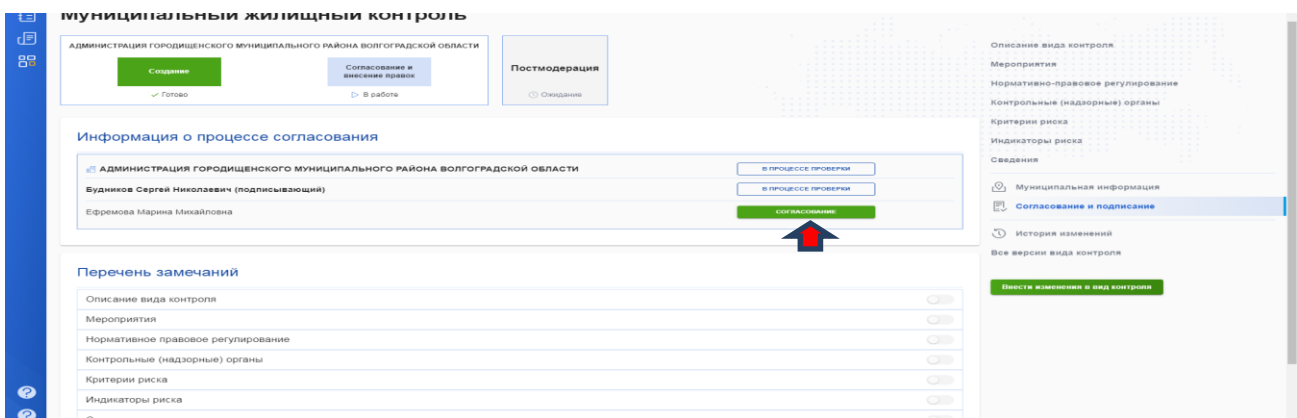 Муниципальный жилищный контроль
АДМИНИСТРАЦИЯ ГОРОДИЩЕНСКОГО МУНИЦИПАЛЬНОГО РАЙОНА ВОЛГОГРАДСКОЙ ОБЛАСТИ
Создание
Готово
Согласование и
внесение правок
В работе
Постмодерация
Ожидание
Информация о процессе согласования
АДМИНИСТРАЦИЯ ГОРОДИЩЕНСКОГО МУНИЦИПАЛЬНОГО РАЙОНА ВОЛГОГРАДСКОЙ ОБЛАСТИ
В ПРОЦЕССЕ ПРОВЕРКИ
Будников Сергей Николаевич (подписывающий)
В ПРОЦЕССЕ ПРОВЕРКИ
Ефремова Марина Михайловна
СОГЛАСОВАНИЕ
Перечень замечаний
Описание вида контроля
Мероприятия
Нормативное правовое регулирование
Контрольные (надзорные) органы
Критерии риска
Индикаторы риска
Описание вида контроля
Мероприятия
Нормативно-правовое регулирование
Контрольные (надзорные) органы
Критерии риска
Индикаторы риска
Сведения
Муниципальная информация
Согласование и подписание
История изменений
Все версии вида контроля
Внести изменения в вид контроля